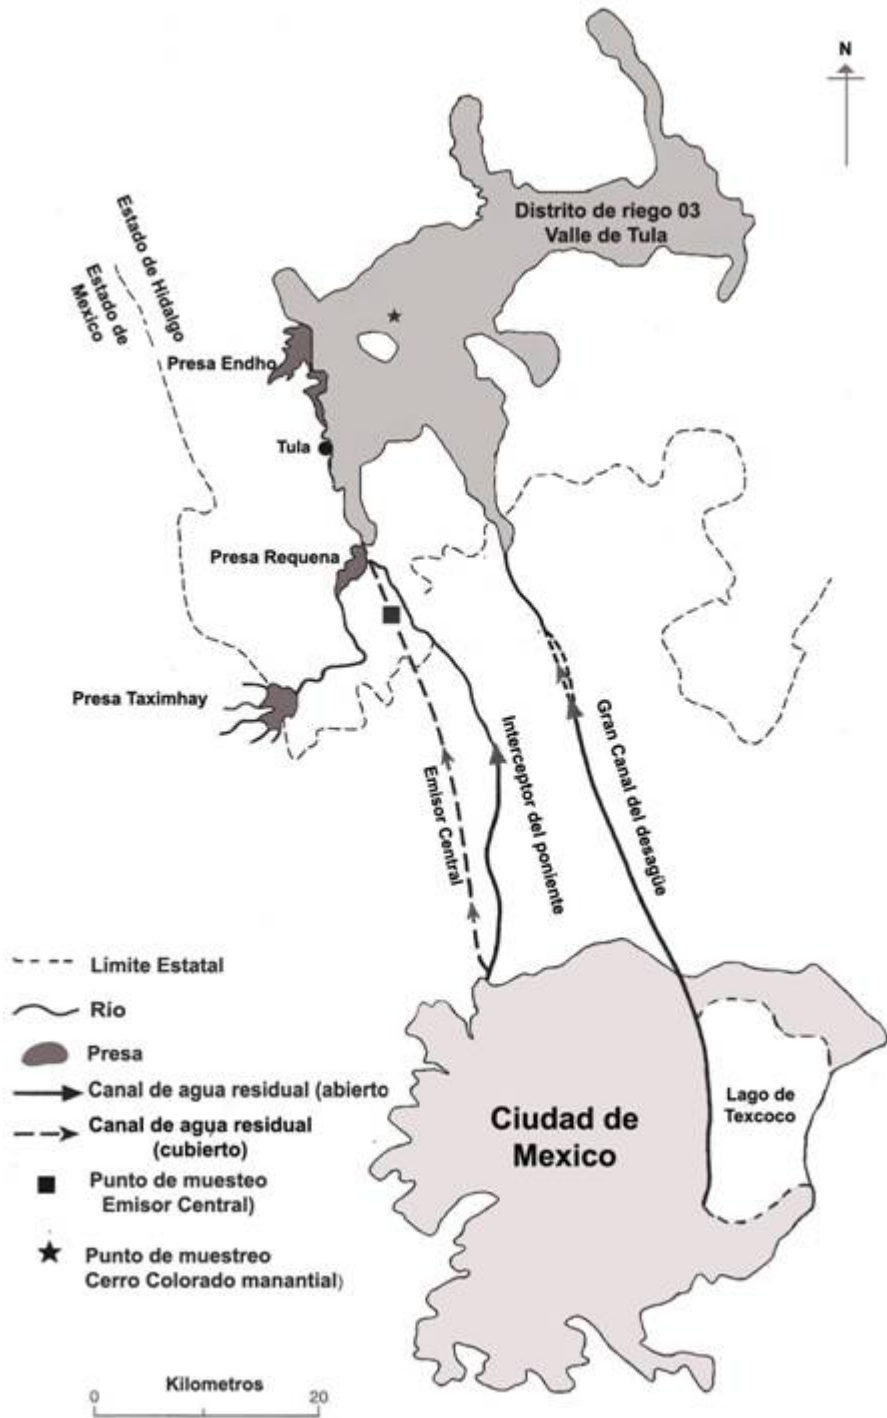 N
Distrito de riego 03
Valle de Tula
Estado de Hidalgo
Estado de
Mexico
Presa Endho
Tula
Presa Requena
Presa Taximhay
Gran Canal del desagüe
Interceptor del poniente
Emisor Central
Lago de
Texcoco
Ciudad de
Mexico
Limite Estatal
Río
Presa
Canal de agua residual (abierto
Canal de agua residual
(cubierto)
Punto de muesteo
Emisor Central)
Punto de muestreo
Cerro Colorado manantial)
Kilometros
0 20